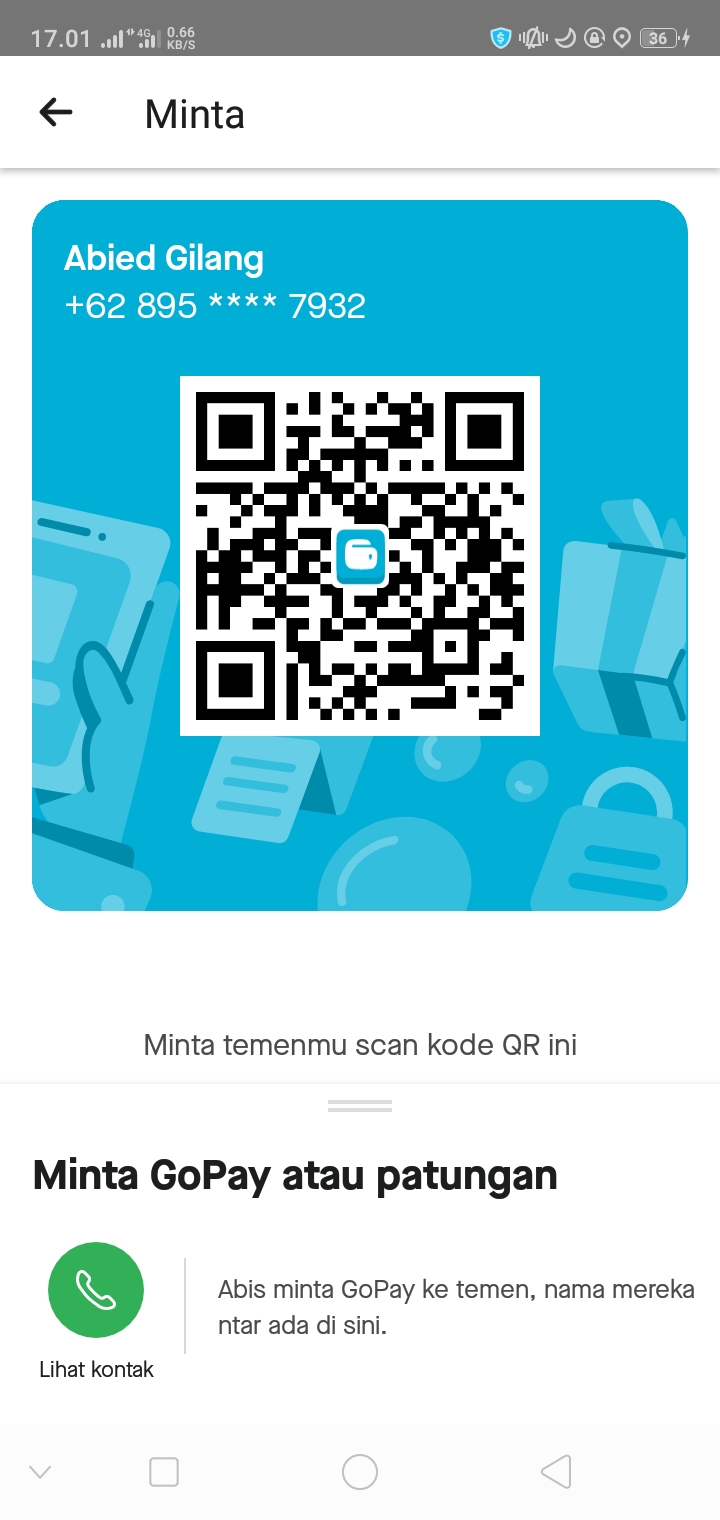 17.01 4G 0.66 KB/S 36
Minta
Abied Gilang
+62 895 **** 7932
Minta temenmu scan kode QR ini
Minta GoPay atau patungan
Abis minta GoPay ke temen, nama mereka
ntar ada di sini.
Lihat kontak